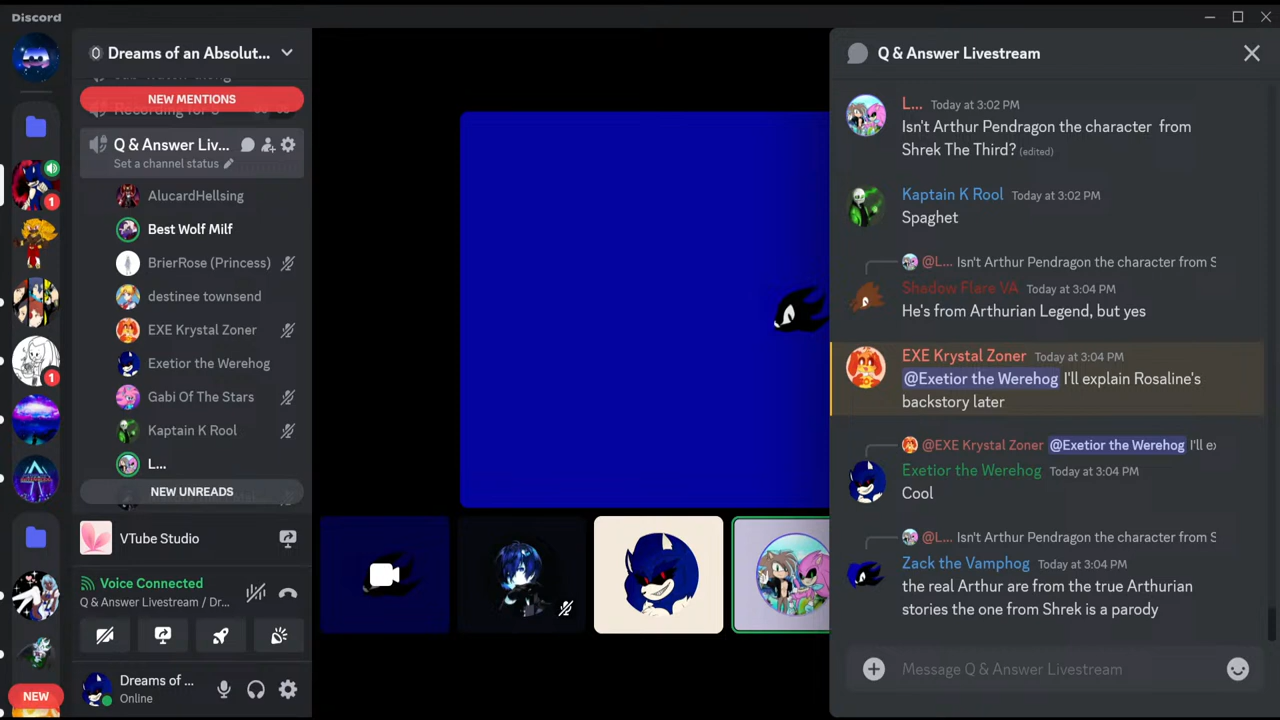 Discord
Dreams of an Absolut...
NEW MENTIONS
Q & Answer Liv...
Set a channel status
AlucardHellsing
Best Wolf Milf
BrierRose (Princess)
destinee townsend
EXE Krystal Zoner
Exetior the Werehog
Gabi Of The Stars
Kaptain K Rool
L...
NEW UNREADS
VTube Studio
Voice Connected
Q & Answer Livestream / Dr...
Dreams of ...
Online
1
1
NEW
Q & Answer Livestream
L... Today at 3:02 PM
Isn't Arthur Pendragon the character from
Shrek The Third? (edited)
Kaptain K Rool Today at 3:02 PM
Spaghet
@L... Isn't Arthur Pendragon the character from S
Shadow Flare VA Today at 3:04 PM
He's from Arthurian Legend, but yes
EXE Krystal Zoner Today at 3:04 PM
@Exetior the Werehog I'll explain Rosaline's
backstory later
@EXE Krystal Zoner @Exetior the Werehog I'll ex
Exetior the Werehog Today at 3:04 PM
Cool
@L... Isn't Arthur Pendragon the character from S
Zack the Vamphog Today at 3:04 PM
the real Arthur are from the true Arthurian
stories the one from Shrek is a parody
Message Q & Answer Livestream